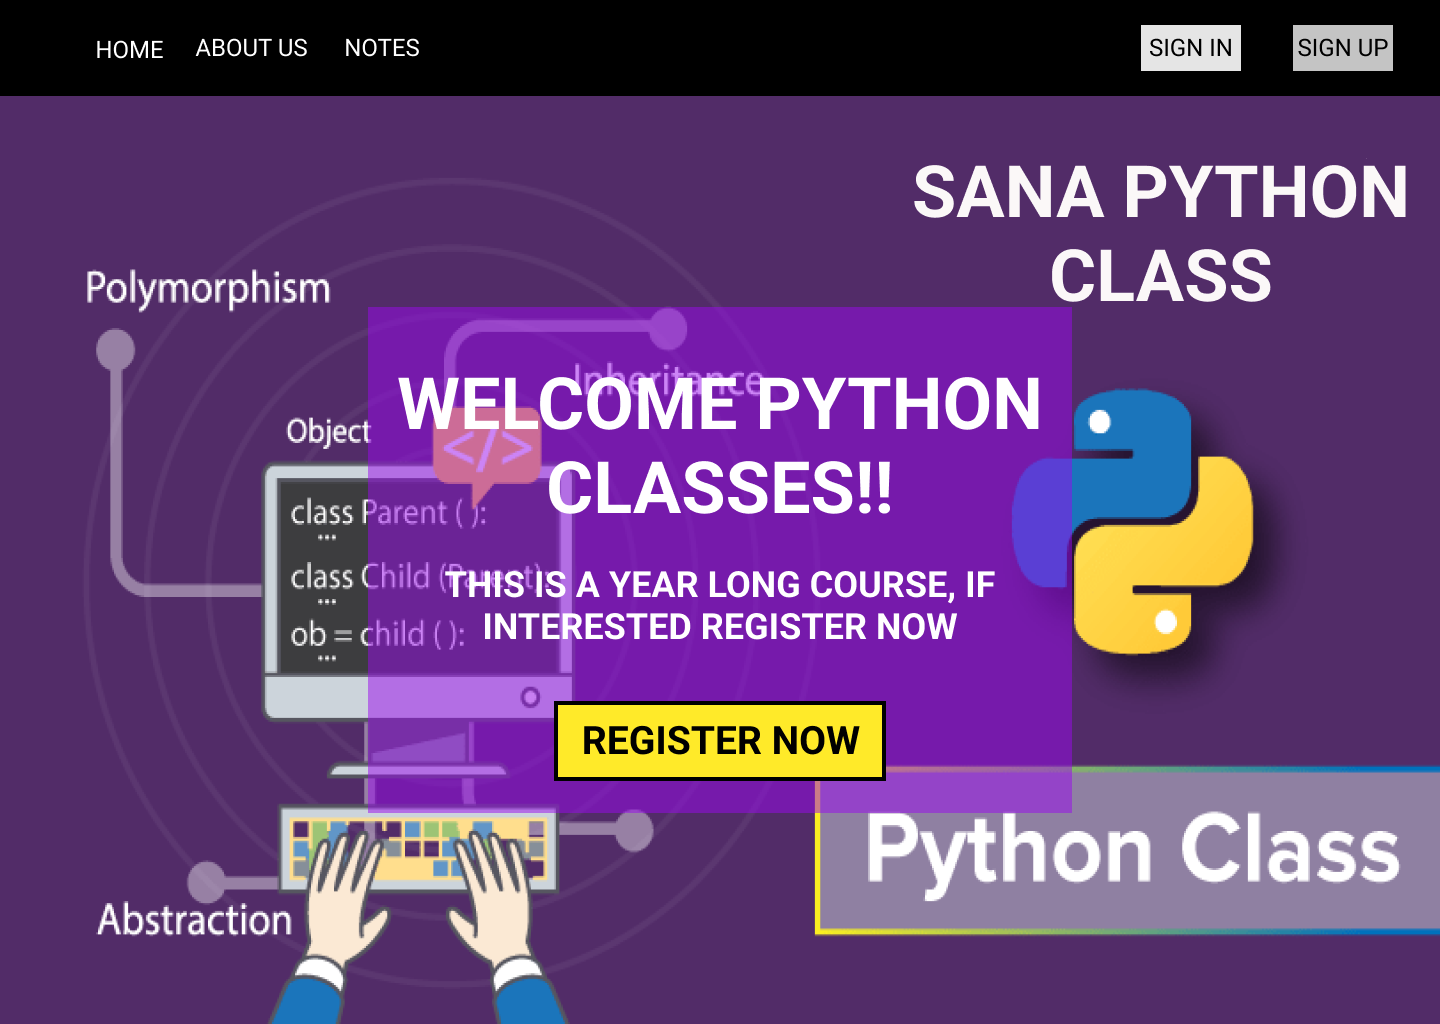 HOME ABOUT US NOTES SIGN IN SIGN UP
SANA PYTHON
CLASS
Polymorphism
Inheritance
WELCOME PYTHON
CLASSES!!
Object
</>
class Parent ( ):
...
class Child (Parent):
...
ob = child ( ):
...
THIS IS A YEAR LONG COURSE, IF
INTERESTED REGISTER NOW
REGISTER NOW
Python Class
Abstraction